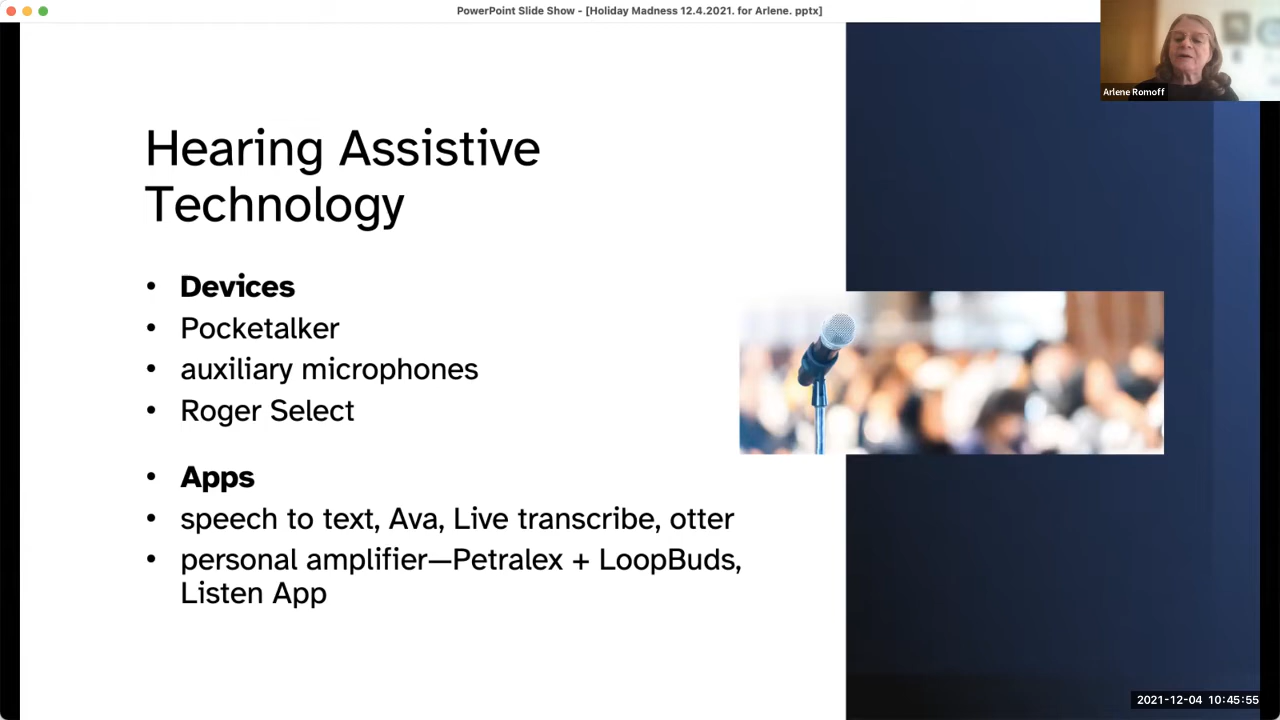 PowerPoint Slide Show - [Holiday Madness 12.4.2021. for Arlene. pptx]
Arlene Romoff
Hearing Assistive
Technology
• Devices
• Pocketalker
• auxiliary microphones
• Roger Select
• Apps
• speech to text, Ava, Live transcribe, otter
• personal amplifier—Petralex + LoopBuds,
Listen App
2021-12-04 10:45:55